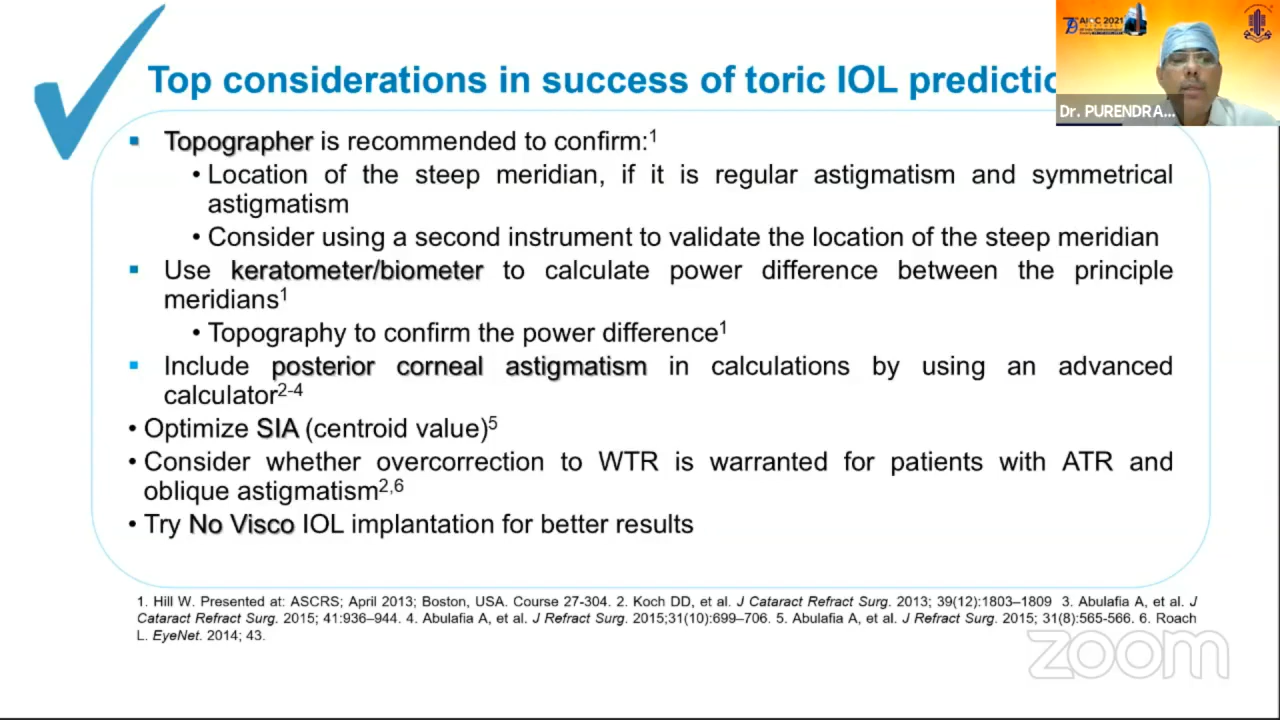 AIOC 2021
Top considerations in success of toric IOL predictio
Dr. PURENDRA...
▪ Topographer is recommended to confirm:1
• Location of the steep meridian, if it is regular astigmatism and symmetrical
astigmatism
• Consider using a second instrument to validate the location of the steep meridian
▪ Use keratometer/biometer to calculate power difference between the principle
meridians1
• Topography to confirm the power difference1
▪ Include posterior corneal astigmatism in calculations by using an advanced
calculator2-4
• Optimize SIA (centroid value)5
• Consider whether overcorrection to WTR is warranted for patients with ATR and
oblique astigmatism2,6
• Try No Visco IOL implantation for better results
1. Hill W. Presented at: ASCRS; April 2013; Boston, USA. Course 27-304. 2. Koch DD, et al. J Cataract Refract Surg. 2013; 39(12):1803–1809 3. Abulafia A, et al. J
Cataract Refract Surg. 2015; 41:936–944. 4. Abulafia A, et al. J Refract Surg. 2015;31(10):699–706. 5. Abulafia A, et al. J Refract Surg. 2015; 31(8):565-566. 6. Roach
L. EyeNet. 2014; 43.
zoom